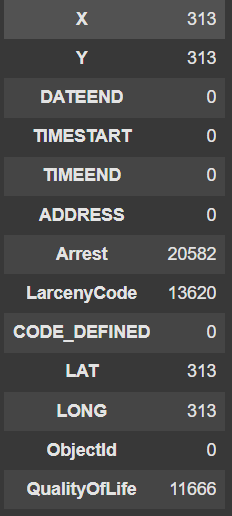 X 313
Y 313
DATEEND 0
TIMESTART 0
TIMEEND 0
ADDRESS 0
Arrest 20582
LarcenyCode 13620
CODE_DEFINED 0
LAT 313
LONG 313
ObjectId 0
QualityOfLife 11666